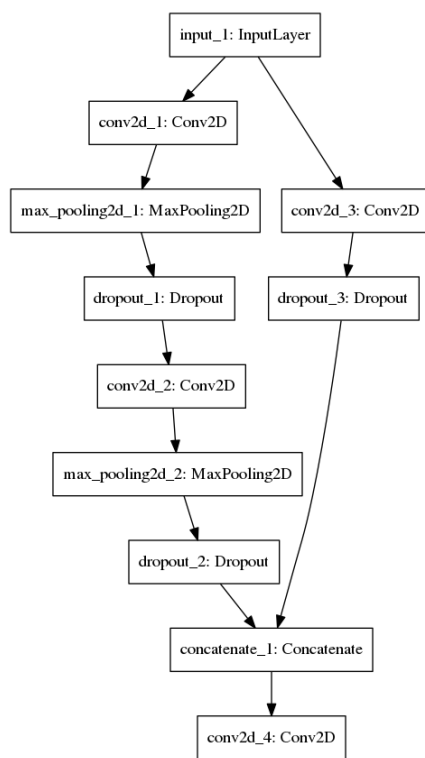 input_1: InputLayer
conv2d_1: Conv2D
max_pooling2d_1: MaxPooling2D
conv2d_3: Conv2D
dropout_1: Dropout
dropout_3: Dropout
conv2d_2: Conv2D
max_pooling2d_2: MaxPooling2D
dropout_2: Dropout
concatenate_1: Concatenate
conv2d_4: Conv2D